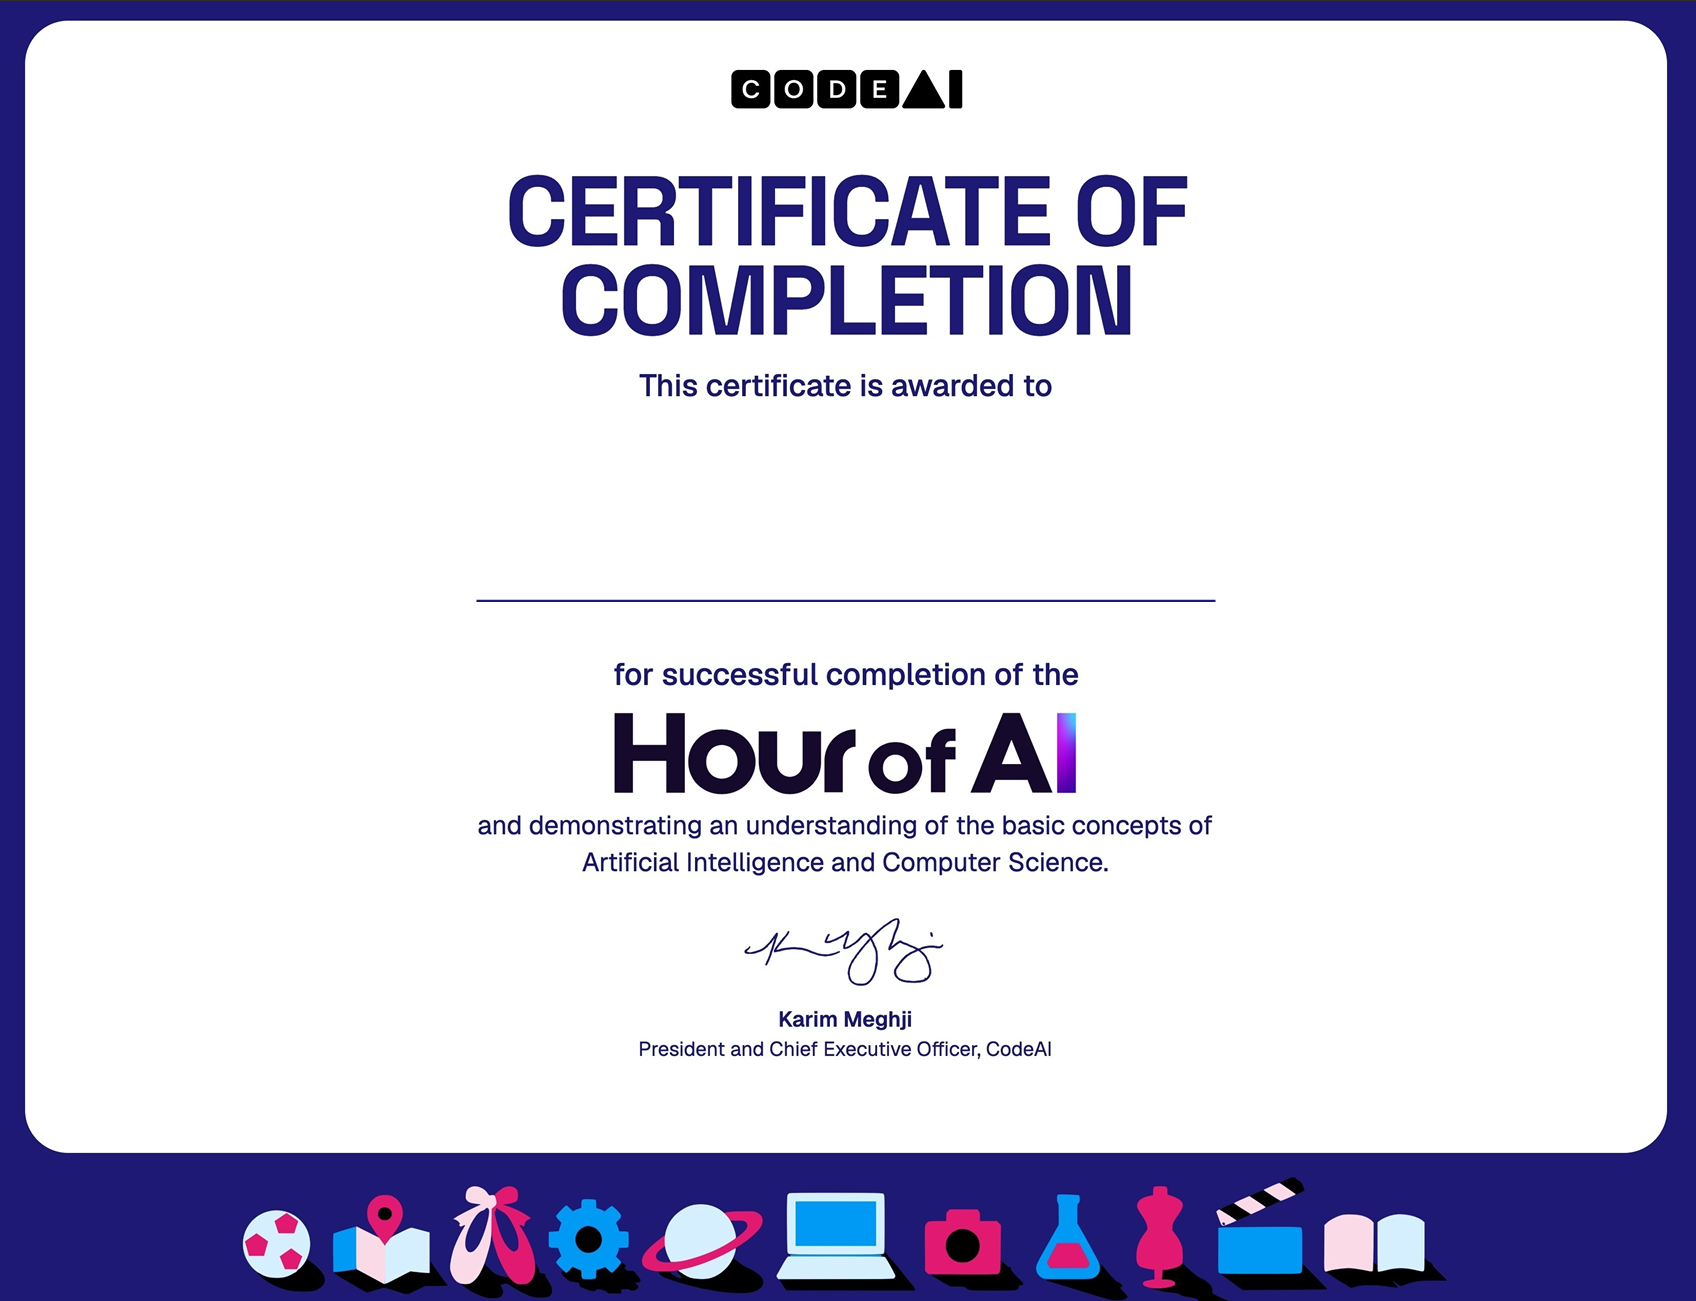 CODEAI
CERTIFICATE OF
COMPLETION
This certificate is awarded to
for successful completion of the
Hour of AI
and demonstrating an understanding of the basic concepts of
Artificial Intelligence and Computer Science.
Karim Meghji
President and Chief Executive Officer, CodeAI